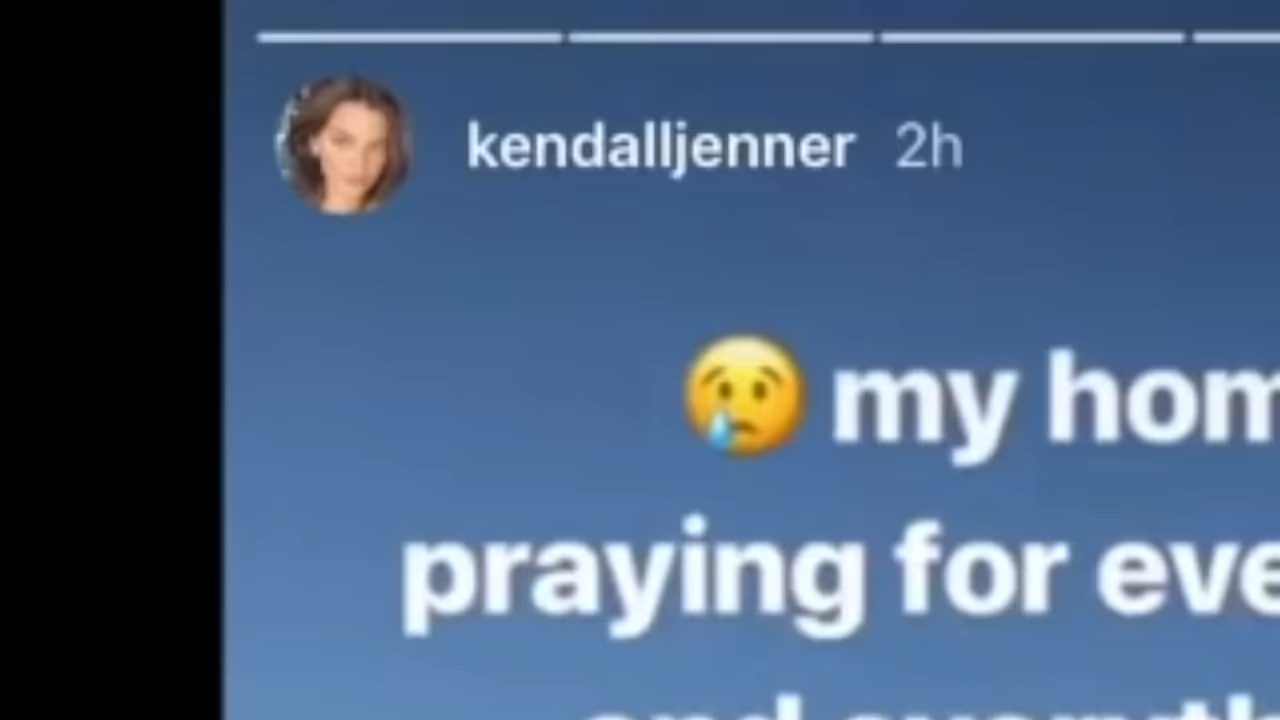 kendalljenner 2h
😢 my hom
praying for eve